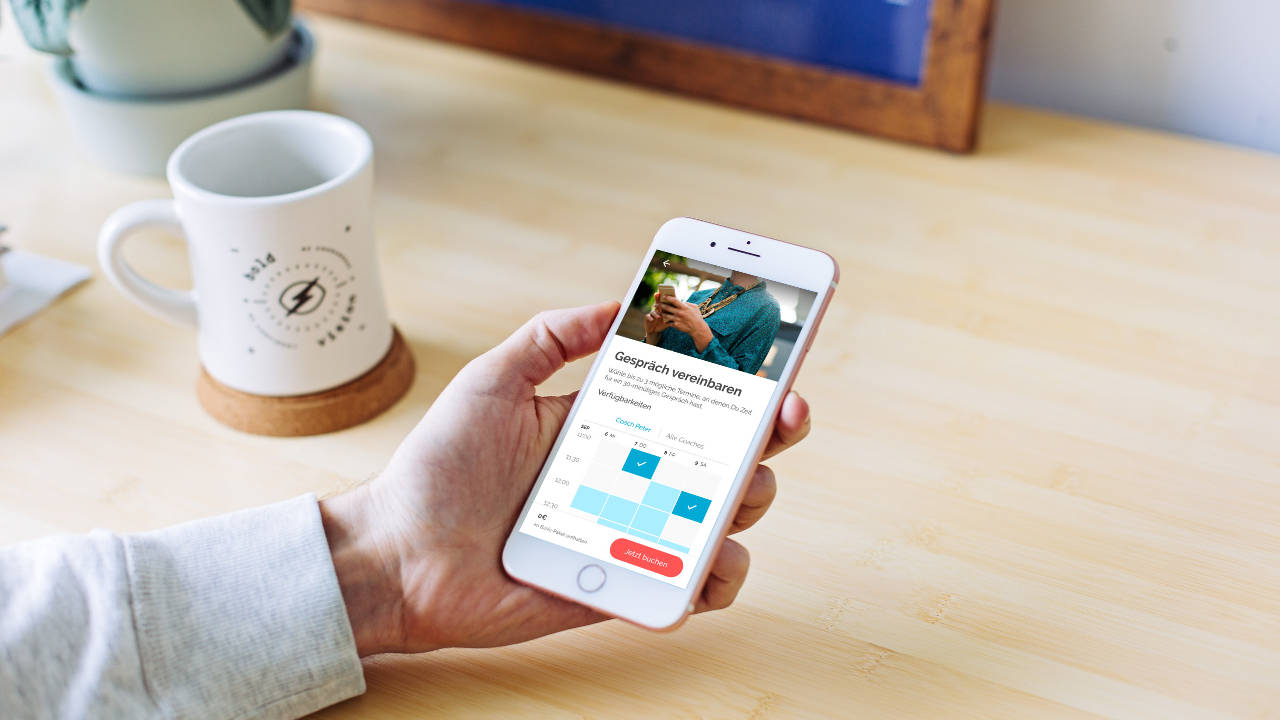 bold
Gespräch vereinbaren
Wähle bis zu 3 mögliche Termine, an denen Du Zeit
für ein 30-minütiges Gespräch hast.
Verfügbarkeiten
Coach Peter
Alle Coaches
SEP
6 Mi
7 DO
8 Fr
9 SA
11:00
11:30
12:00
12:30
0€
im Basic-Paket enthalten
Jetzt buchen